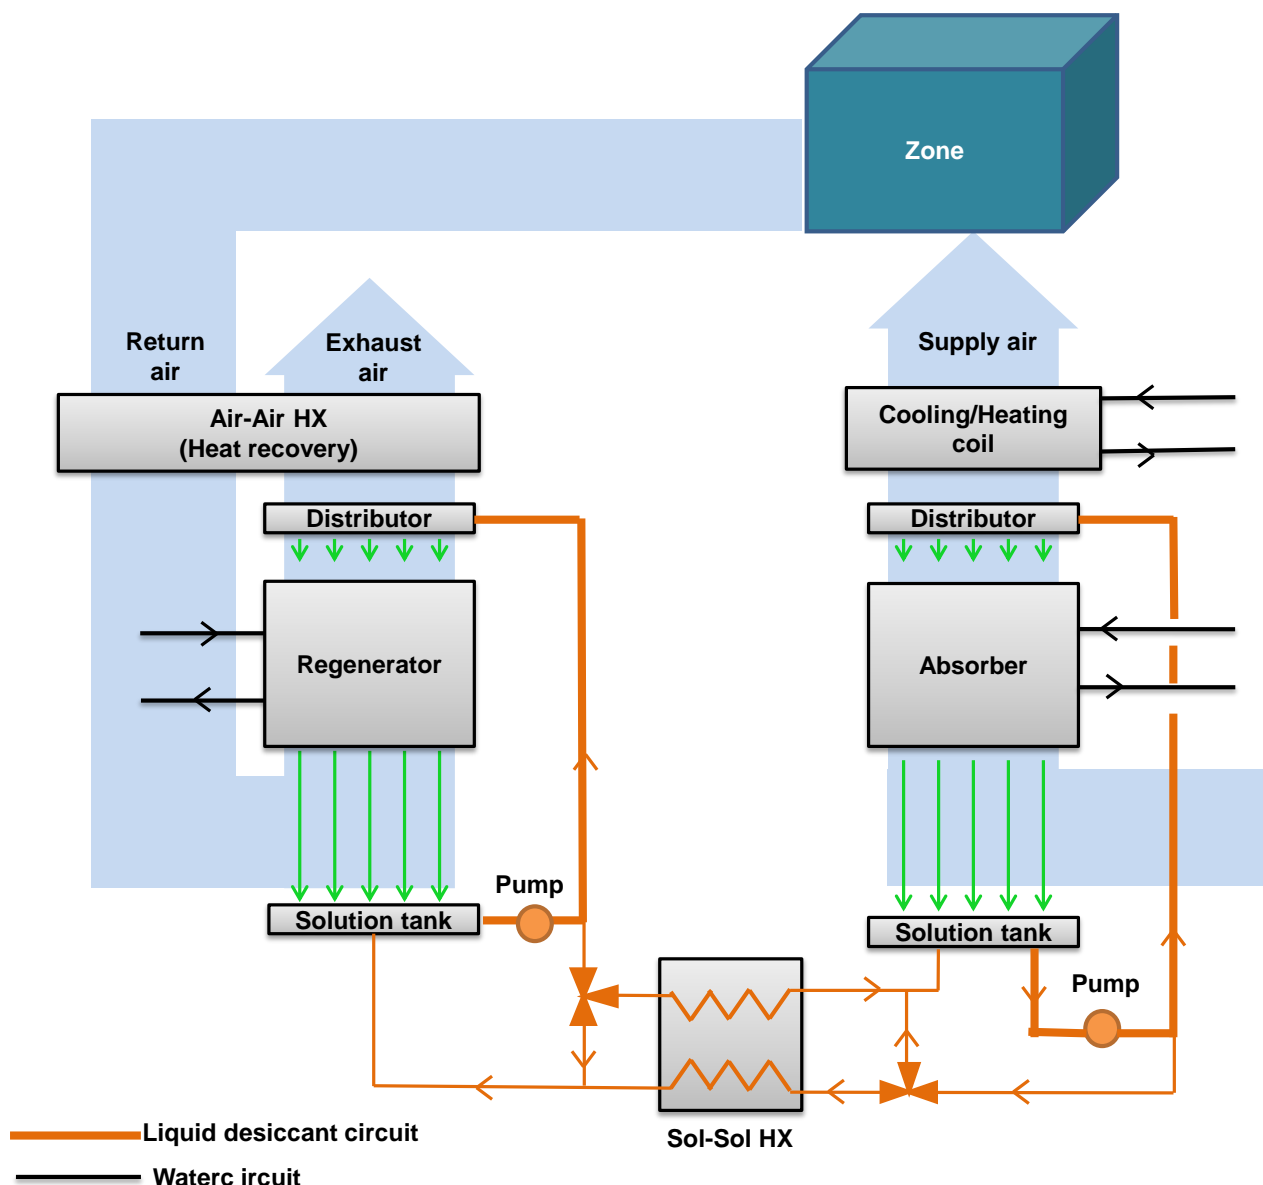 Zone
Return
air
Exhaust
air
Supply air
Air-Air HX
(Heat recovery)
Cooling/Heating
coil
Distributor
Distributor
Regenerator
Absorber
Pump
Solution tank
Solution tank
Pump
Sol-Sol HX
Liquid desiccant circuit
Waterc ircuit